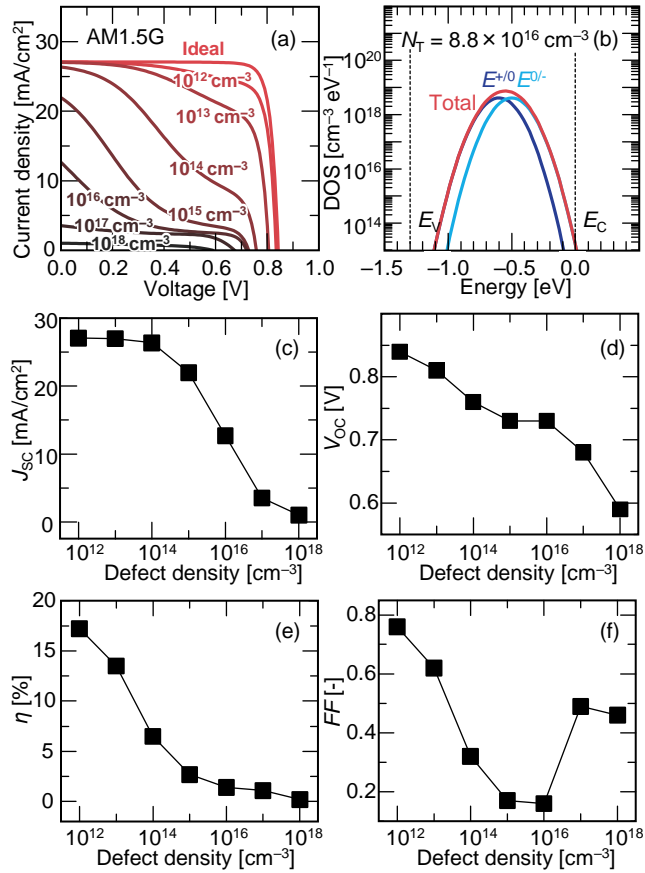 AM1.5G
Ideal
(a)
10¹² cm⁻³
10¹³ cm⁻³
10¹⁴ cm⁻³
10¹⁶ cm⁻³
10¹⁵ cm⁻³
10¹⁷ cm⁻³
10¹⁸ cm⁻³
Current density [mA/cm²]
30
20
10
0
0.0 0.2 0.4 0.6 0.8 1.0
Voltage [V]
N_T = 8.8 × 10¹⁶ cm⁻³ (b)
E⁺/⁰ E⁰/⁻
Total
E_V E_C
DOS [cm⁻³ eV⁻¹]
10²⁰
10¹⁸
10¹⁶
10¹⁴
−1.5 −1.0 −0.5 0.0
Energy [eV]
(c)
J_SC [mA/cm²]
30
20
10
0
10¹² 10¹⁴ 10¹⁶ 10¹⁸
Defect density [cm⁻³]
(d)
V_OC [V]
0.8
0.7
0.6
10¹² 10¹⁴ 10¹⁶ 10¹⁸
Defect density [cm⁻³]
(e)
η [%]
20
15
10
5
0
10¹² 10¹⁴ 10¹⁶ 10¹⁸
Defect density [cm⁻³]
(f)
FF [-]
0.8
0.6
0.4
0.2
10¹² 10¹⁴ 10¹⁶ 10¹⁸
Defect density [cm⁻³]